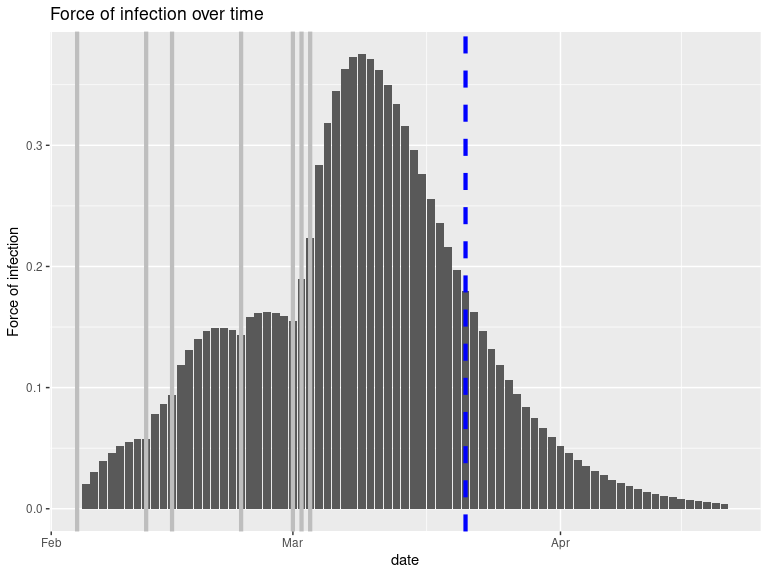 Force of infection over time
Force of infection
0.3
0.2
0.1
0.0
Feb
Mar
Apr
date